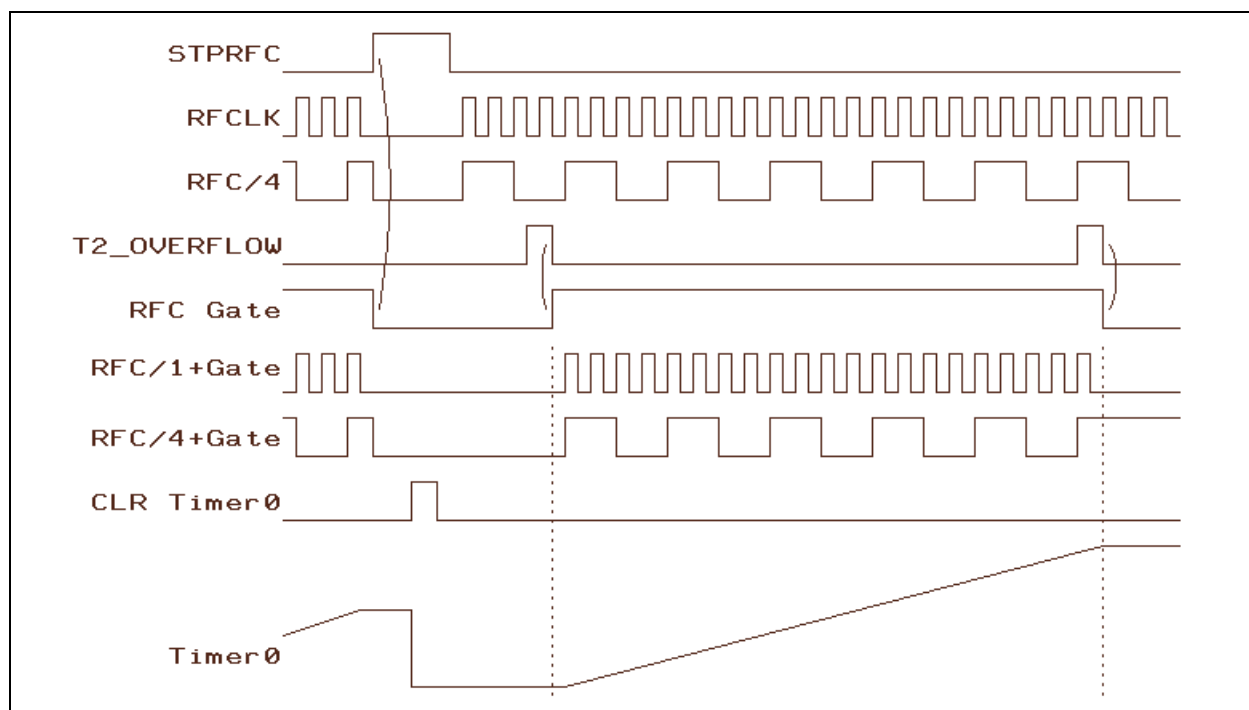 STPRFC
RFCLK
RFC/4
T2_OVERFLOW
RFC Gate
RFC/1+Gate
RFC/4+Gate
CLR Timer0
Timer0